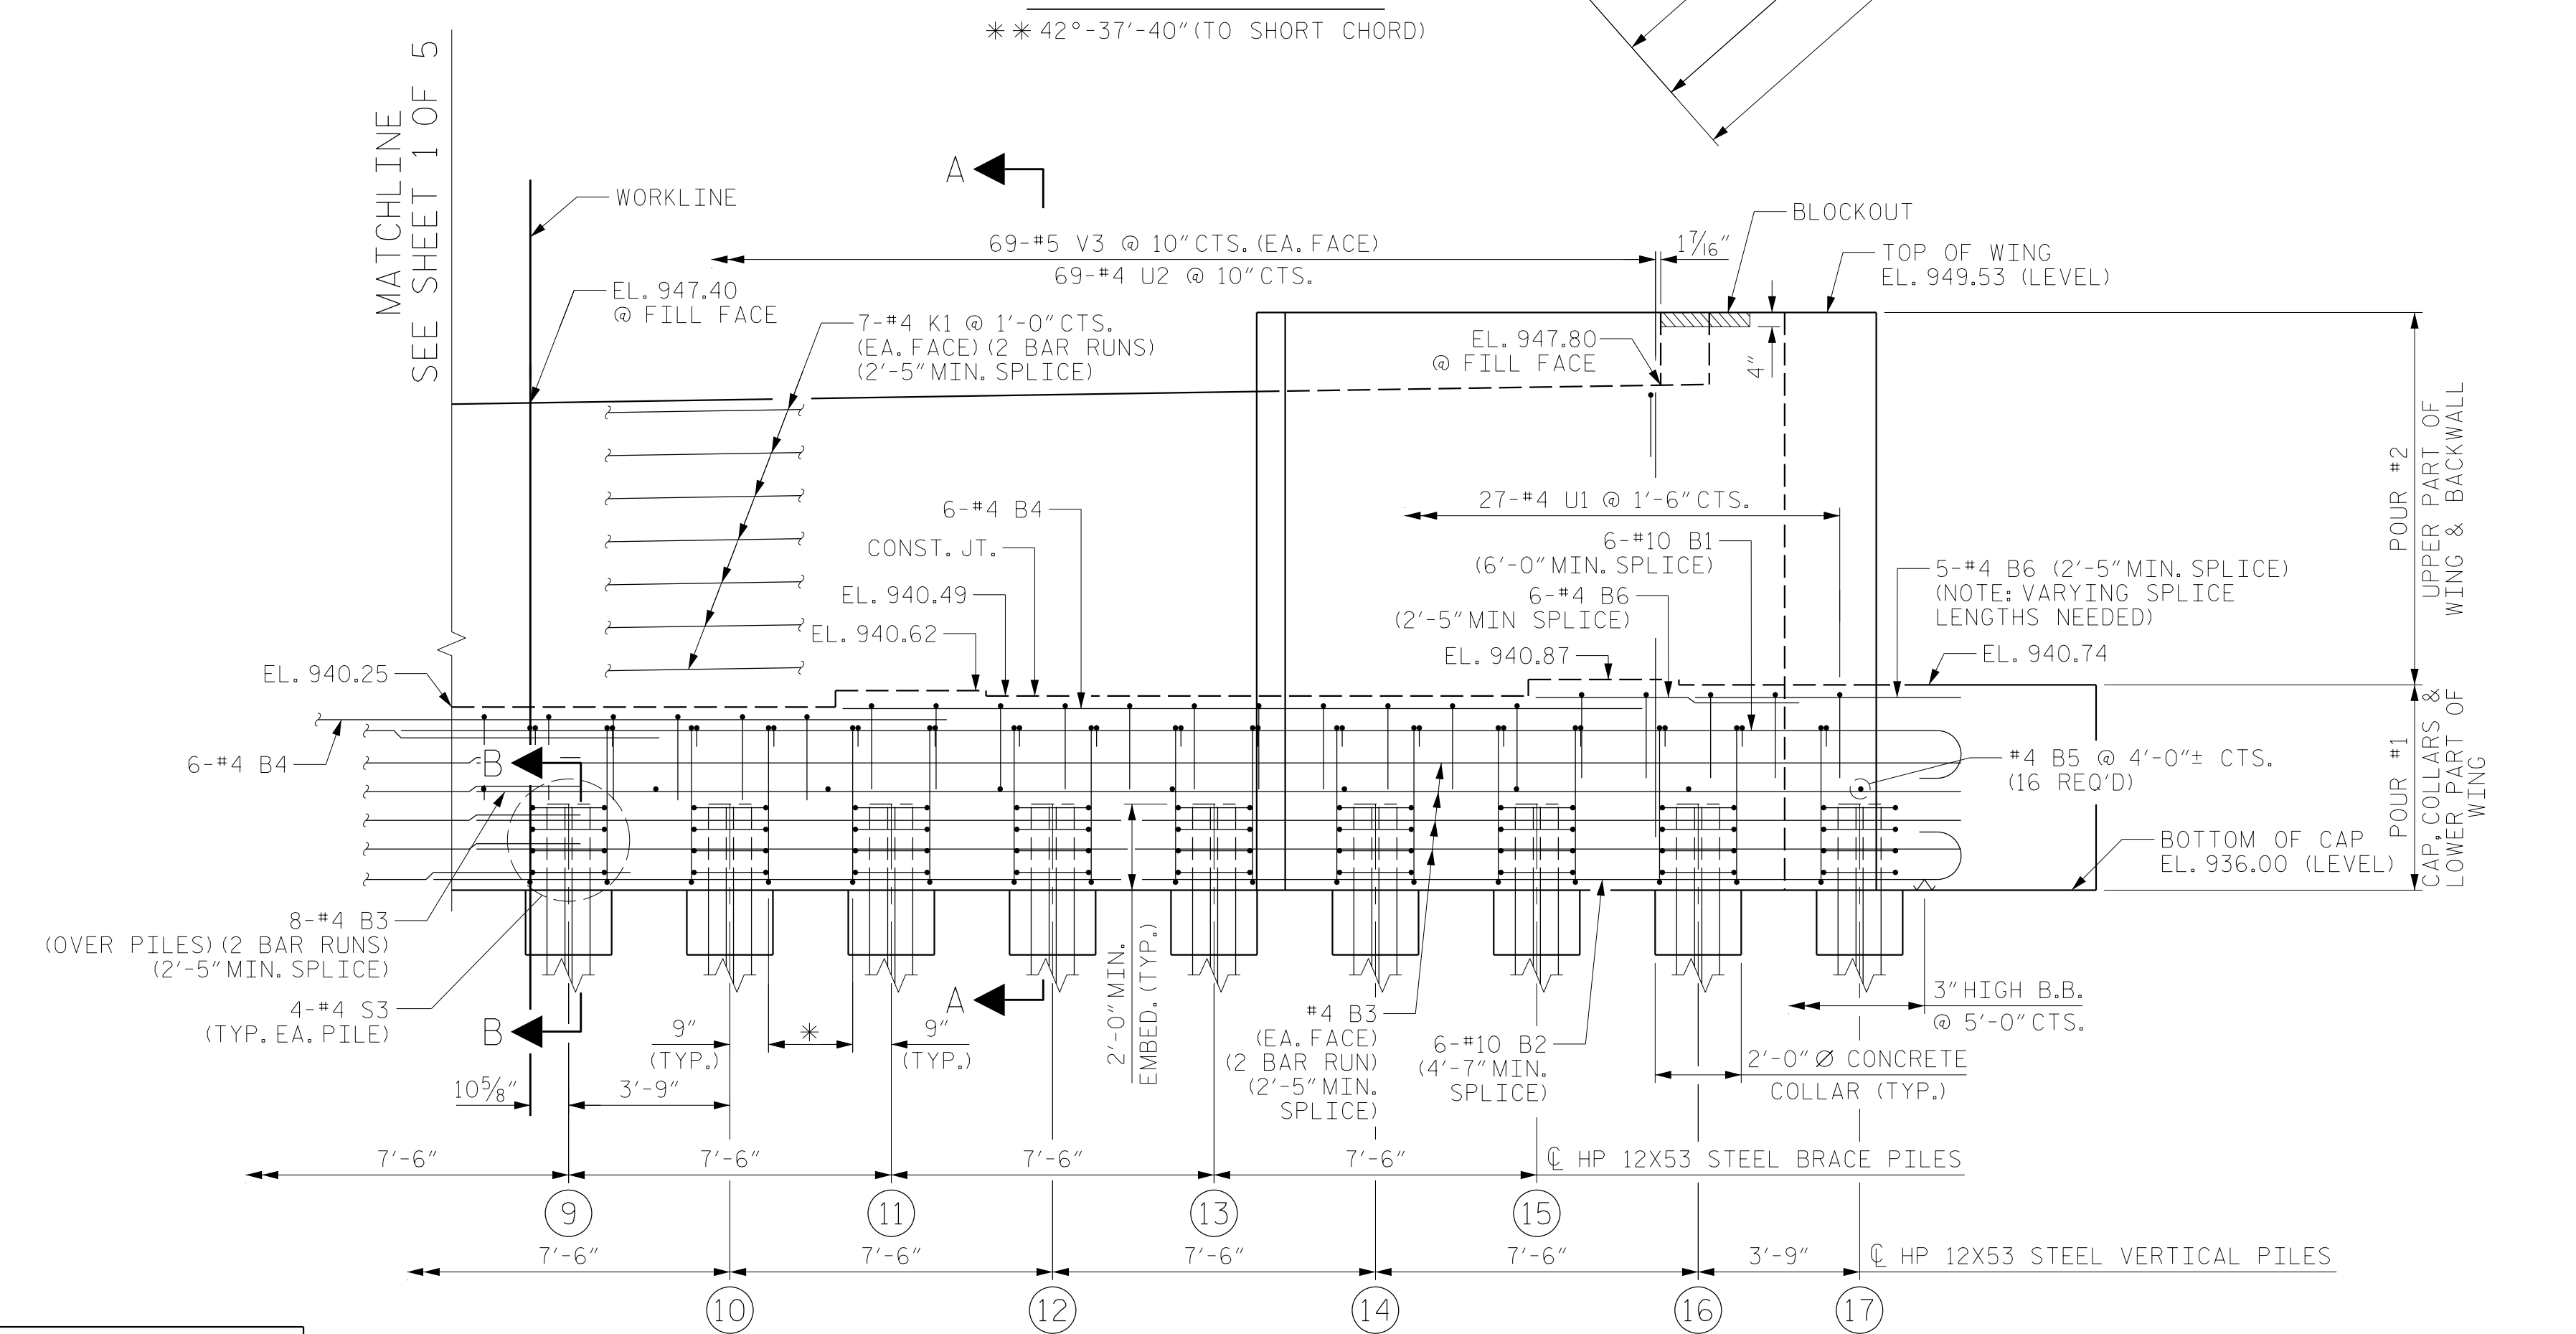 ✳✳ 42°-37'-40" (TO SHORT CHORD)
MATCHLINE
SEE SHEET 1 OF 5
A
WORKLINE
BLOCKOUT
69-#5 V3 @ 10" CTS. (EA. FACE)
69-#4 U2 @ 10" CTS.
1 7/16"
TOP OF WING
EL. 949.53 (LEVEL)
EL. 947.40
@ FILL FACE
7-#4 K1 @ 1'-0" CTS.
(EA. FACE) (2 BAR RUNS)
(2'-5" MIN. SPLICE)
EL. 947.80
@ FILL FACE
4"
POUR #2
UPPER PART OF
WING & BACKWALL
27-#4 U1 @ 1'-6" CTS.
6-#4 B4
CONST. JT.
6-#10 B1
(6'-0" MIN. SPLICE)
5-#4 B6 (2'-5" MIN. SPLICE)
(NOTE: VARYING SPLICE
LENGTHS NEEDED)
EL. 940.49
6-#4 B6
(2'-5" MIN SPLICE)
EL. 940.62
EL. 940.87
EL. 940.74
EL. 940.25
6-#4 B4
B
#4 B5 @ 4'-0"± CTS.
(16 REQ'D)
POUR #1
CAP, COLLARS &
LOWER PART OF
WING
BOTTOM OF CAP
EL. 936.00 (LEVEL)
8-#4 B3
(OVER PILES) (2 BAR RUNS)
(2'-5" MIN. SPLICE)
4-#4 S3
(TYP. EA. PILE)
B
A
9"
(TYP.)
✳
9"
(TYP.)
2'-0" MIN.
EMBED. (TYP.)
#4 B3
(EA. FACE)
(2 BAR RUN)
(2'-5" MIN.
SPLICE)
6-#10 B2
(4'-7" MIN.
SPLICE)
3" HIGH B.B.
@ 5'-0" CTS.
2'-0" Ø CONCRETE
COLLAR (TYP.)
10 5/8"
3'-9"
7'-6"
7'-6"
7'-6"
7'-6"
℄ HP 12X53 STEEL BRACE PILES
9
11
13
15
7'-6"
7'-6"
7'-6"
7'-6"
3'-9"
℄ HP 12X53 STEEL VERTICAL PILES
10
12
14
16
17